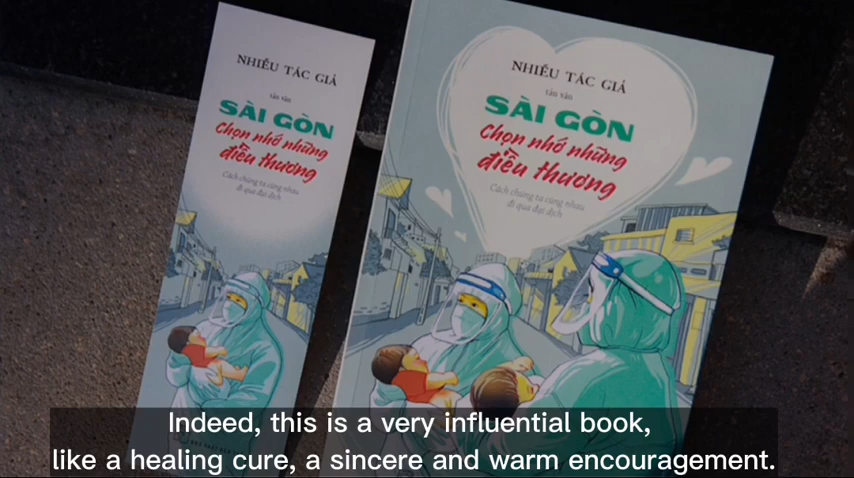 NHIỀU TÁC GIẢ
tản văn
SÀI GÒN
Chọn nhớ những
điều thương
Cách chúng ta cùng nhau
đi qua đại dịch
NHIỀU TÁC GIẢ
tản văn
SÀI GÒN
Chọn nhớ những
điều thương
Cách chúng ta cùng nhau
đi qua đại dịch
Indeed, this is a very influential book,
like a healing cure, a sincere and warm encouragement.